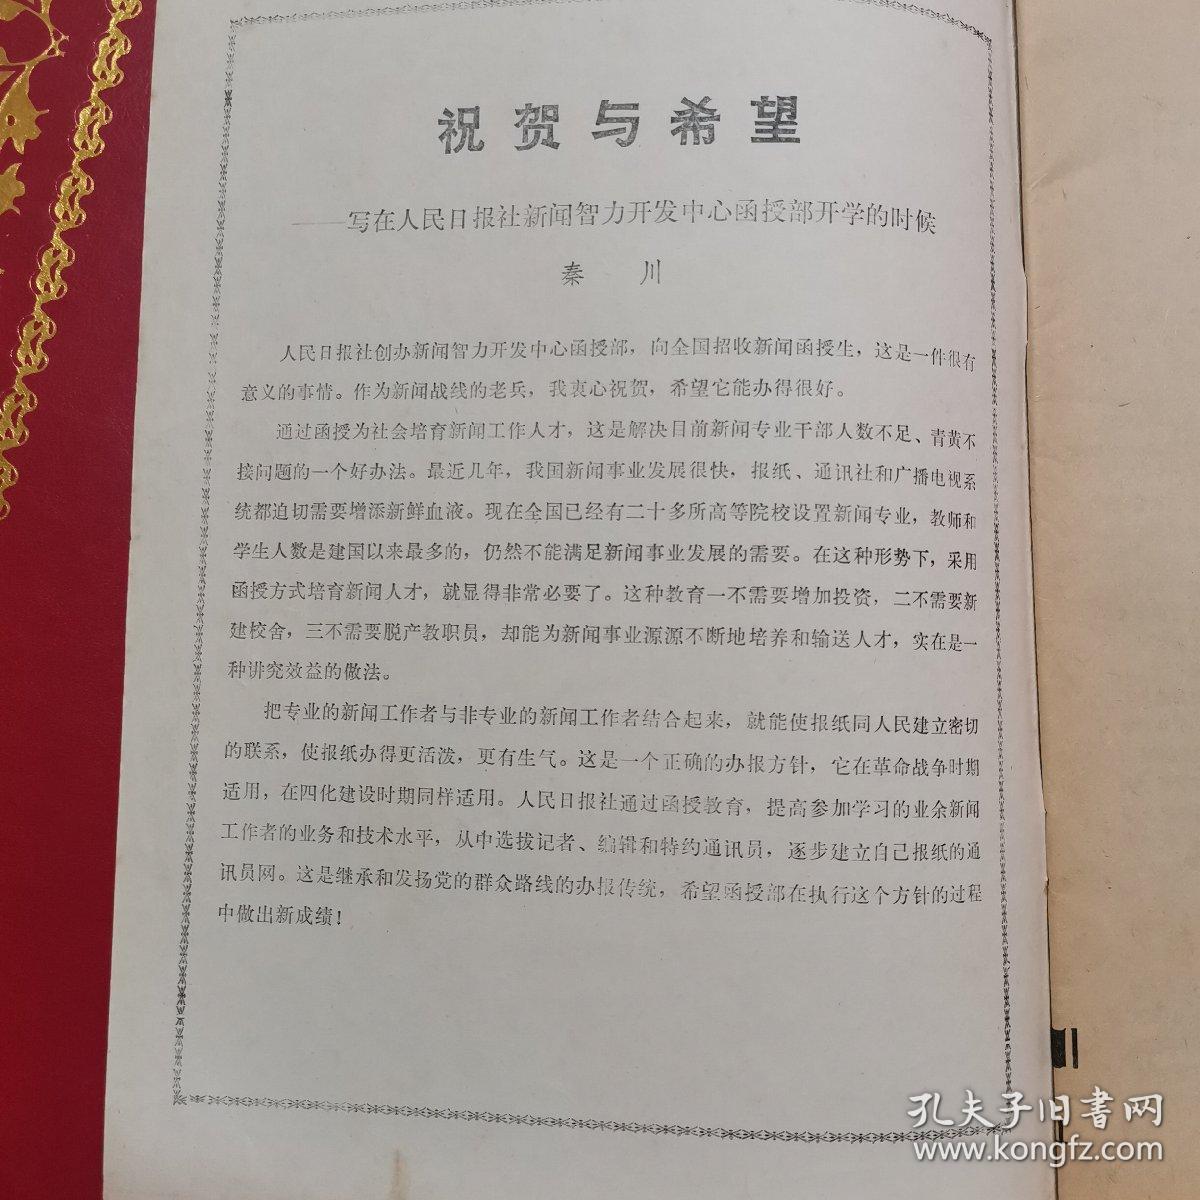 祝贺与希望
——写在人民日报社新闻智力开发中心函授部开学的时候
秦 川
人民日报社创办新闻智力开发中心函授部，向全国招收新闻函授生，这是一件很有
意义的事情。作为新闻战线的老兵，我衷心祝贺，希望它能办得很好。
通过函授为社会培育新闻工作人才，这是解决目前新闻专业干部人数不足、青黄不
接问题的一个好办法。最近几年，我国新闻事业发展很快，报纸、通讯社和广播电视系
统都迫切需要增添新鲜血液。现在全国已经有二十多所高等院校设置新闻专业，教师和
学生人数是建国以来最多的，仍然不能满足新闻事业发展的需要。在这种形势下，采用
函授方式培育新闻人才，就显得非常必要了。这种教育一不需要增加投资，二不需要新
建校舍，三不需要脱产教职员，却能为新闻事业源源不断地培养和输送人才，实在是一
种讲究效益的做法。
把专业的新闻工作者与非专业的新闻工作者结合起来，就能使报纸同人民建立密切
的联系，使报纸办得更活泼，更有生气。这是一个正确的办报方针，它在革命战争时期
适用，在四化建设时期同样适用。人民日报社通过函授教育，提高参加学习的业余新闻
工作者的业务和技术水平，从中选拔记者、编辑和特约通讯员，逐步建立自己报纸的通
讯员网。这是继承和发扬党的群众路线的办报传统，希望函授部在执行这个方针的过程
中做出新成绩！
孔夫子旧书网
www.kongfz.com